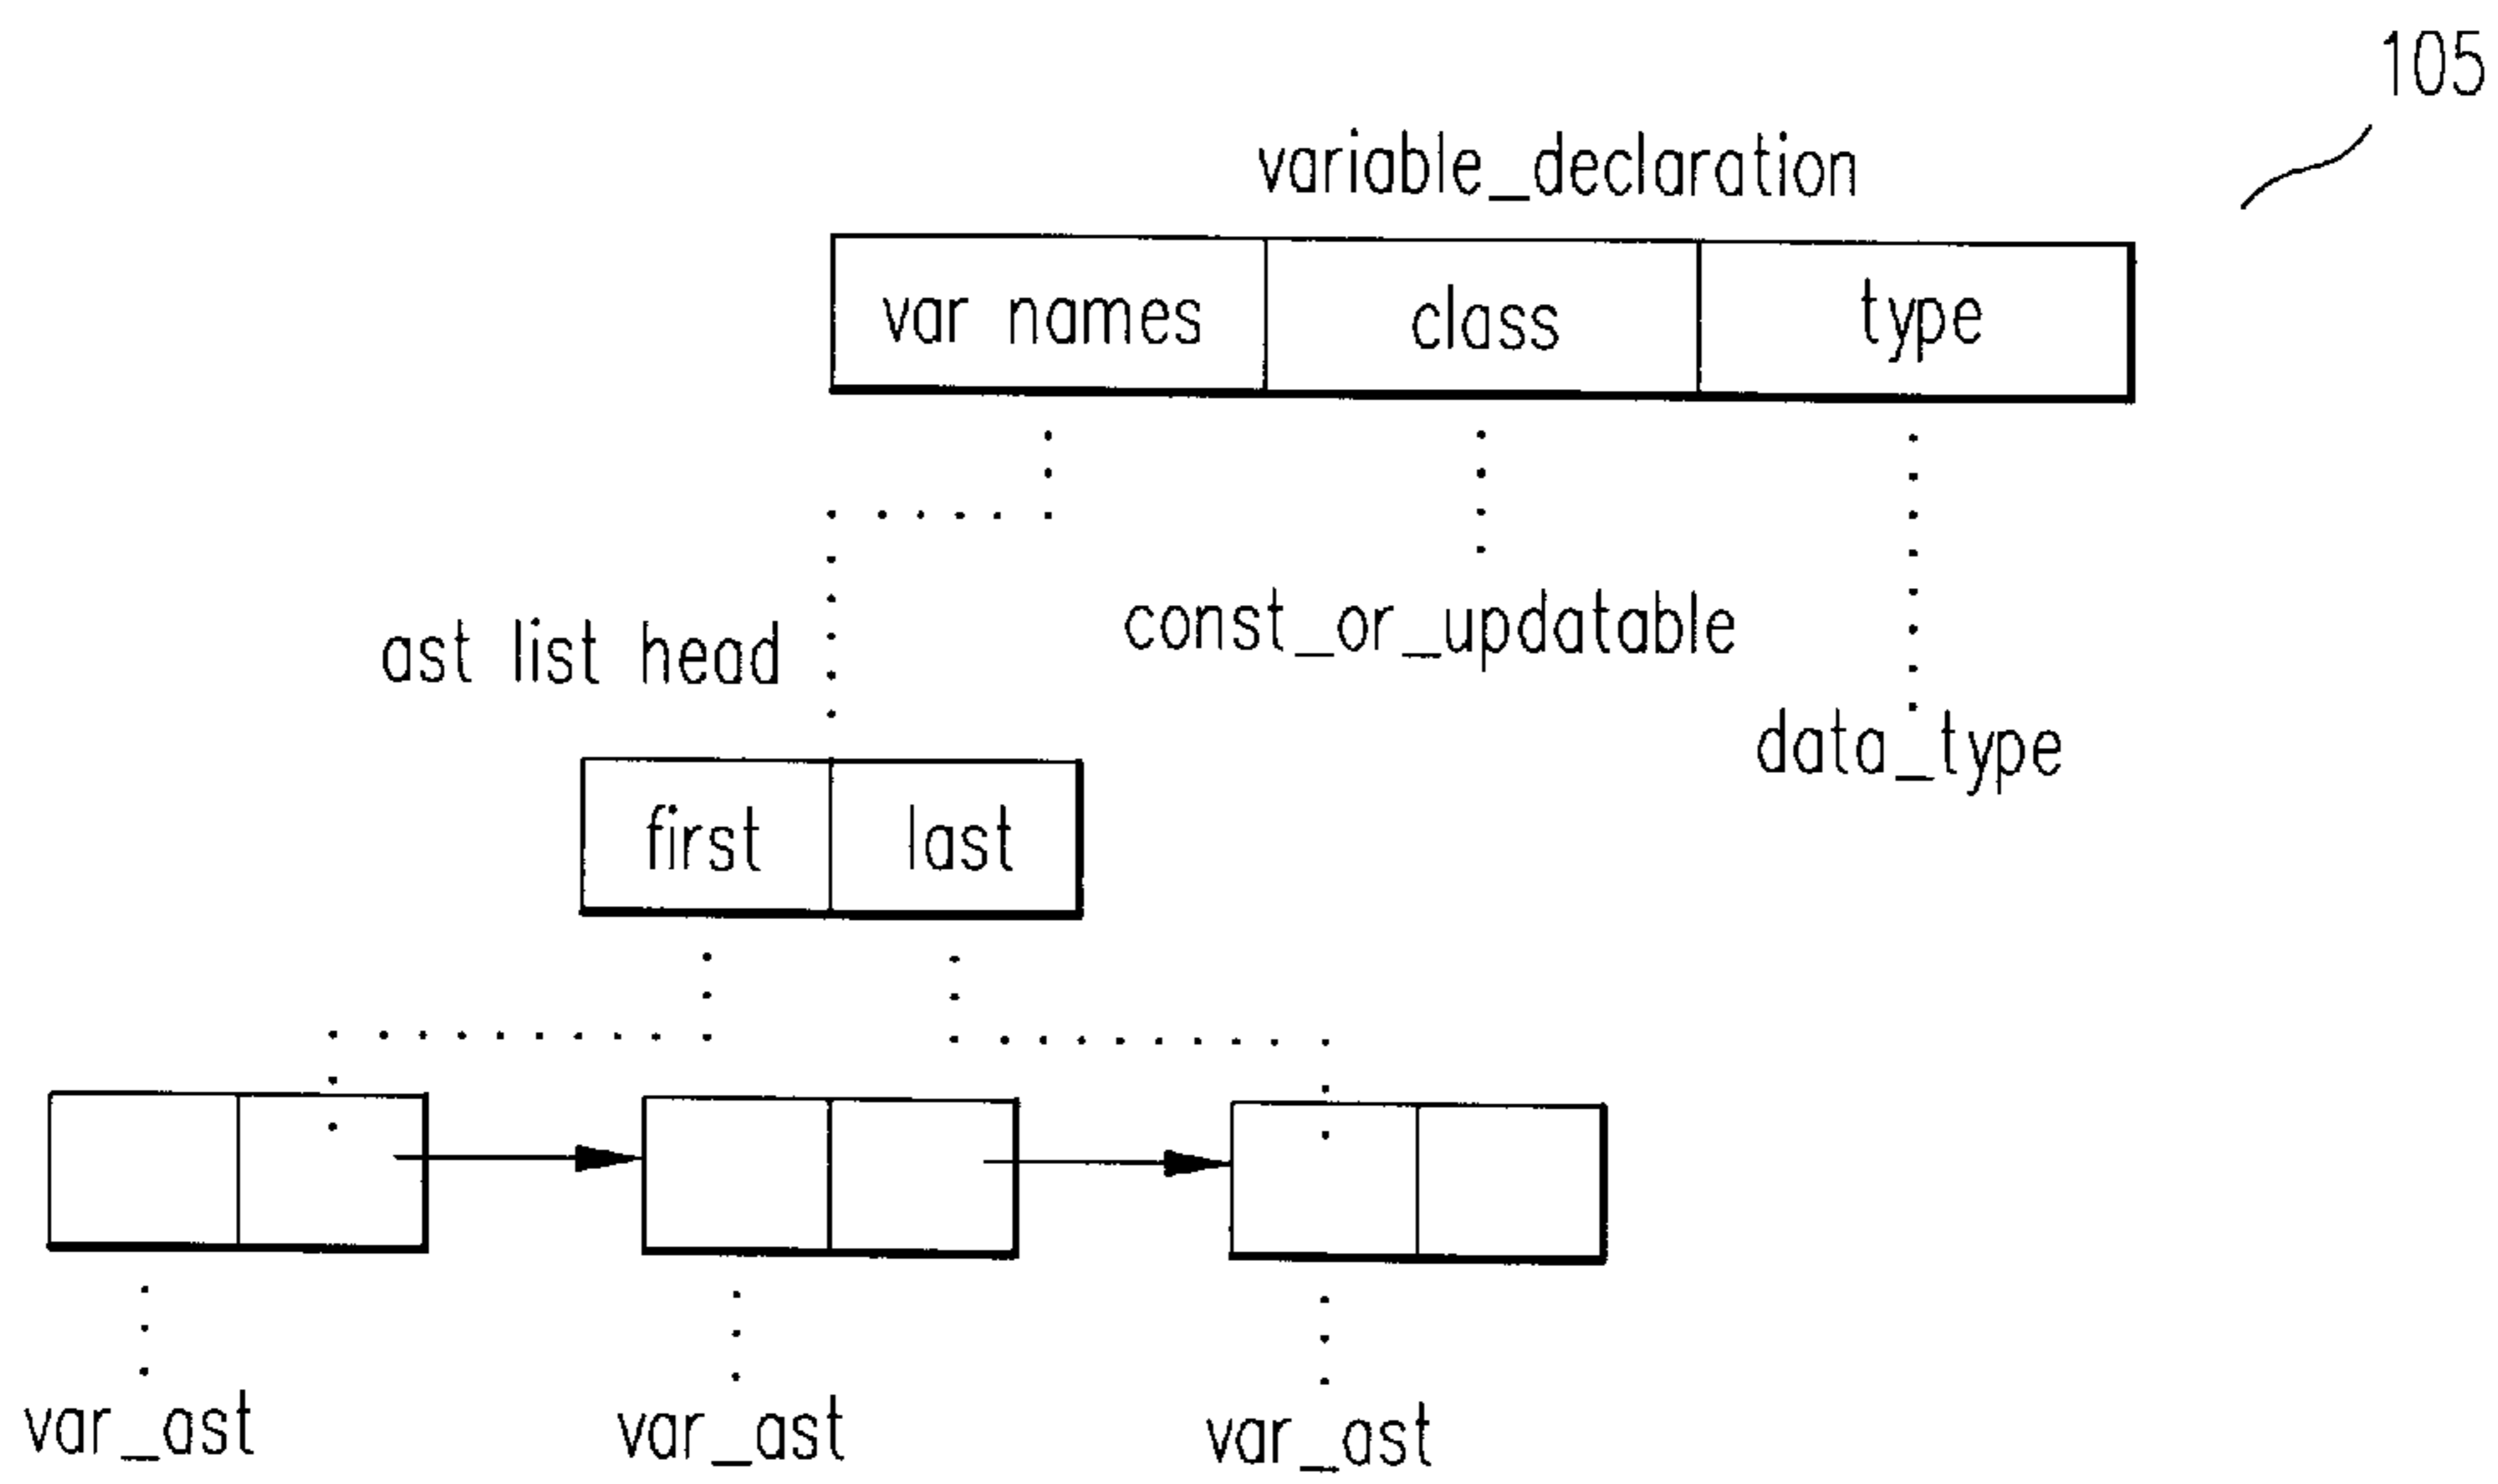 105
variable_declaration
var names class type
const_or_updatable
ast list head
data_type
first last
var_ast var_ast var_ast